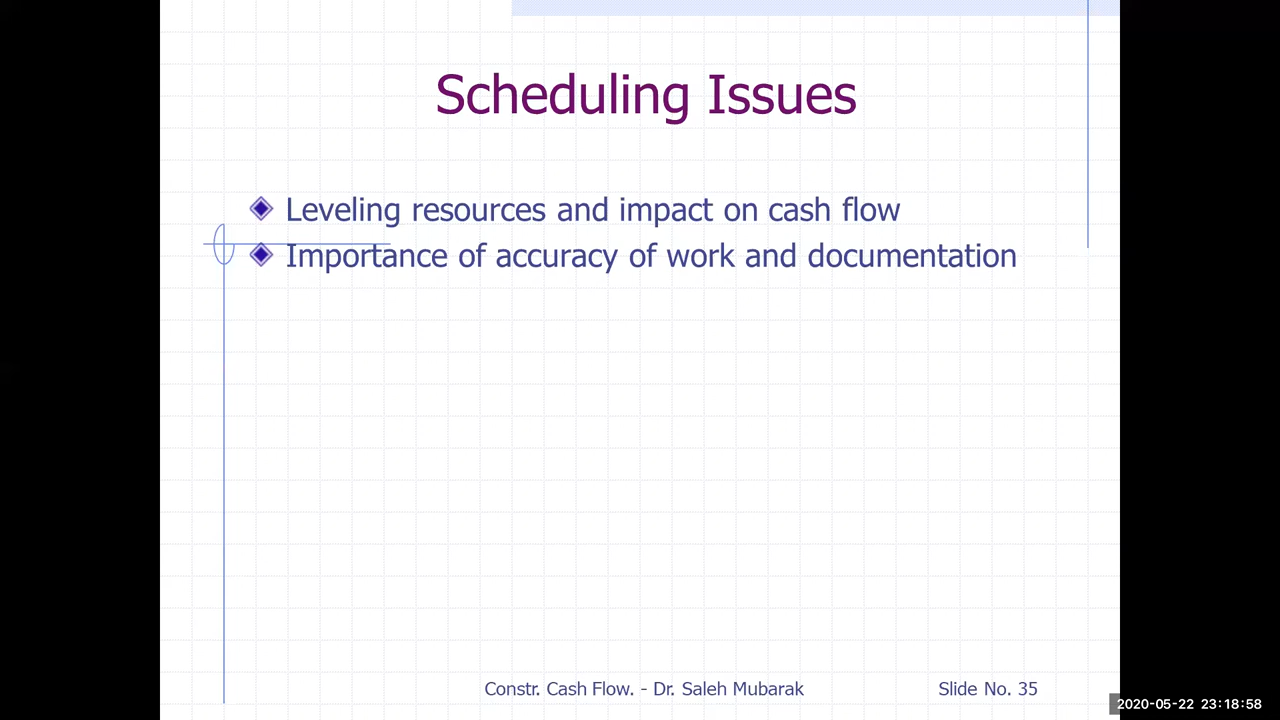 Scheduling Issues
Leveling resources and impact on cash flow
Importance of accuracy of work and documentation
Constr. Cash Flow. - Dr. Saleh Mubarak
Slide No. 35
2020-05-22 23:18:58